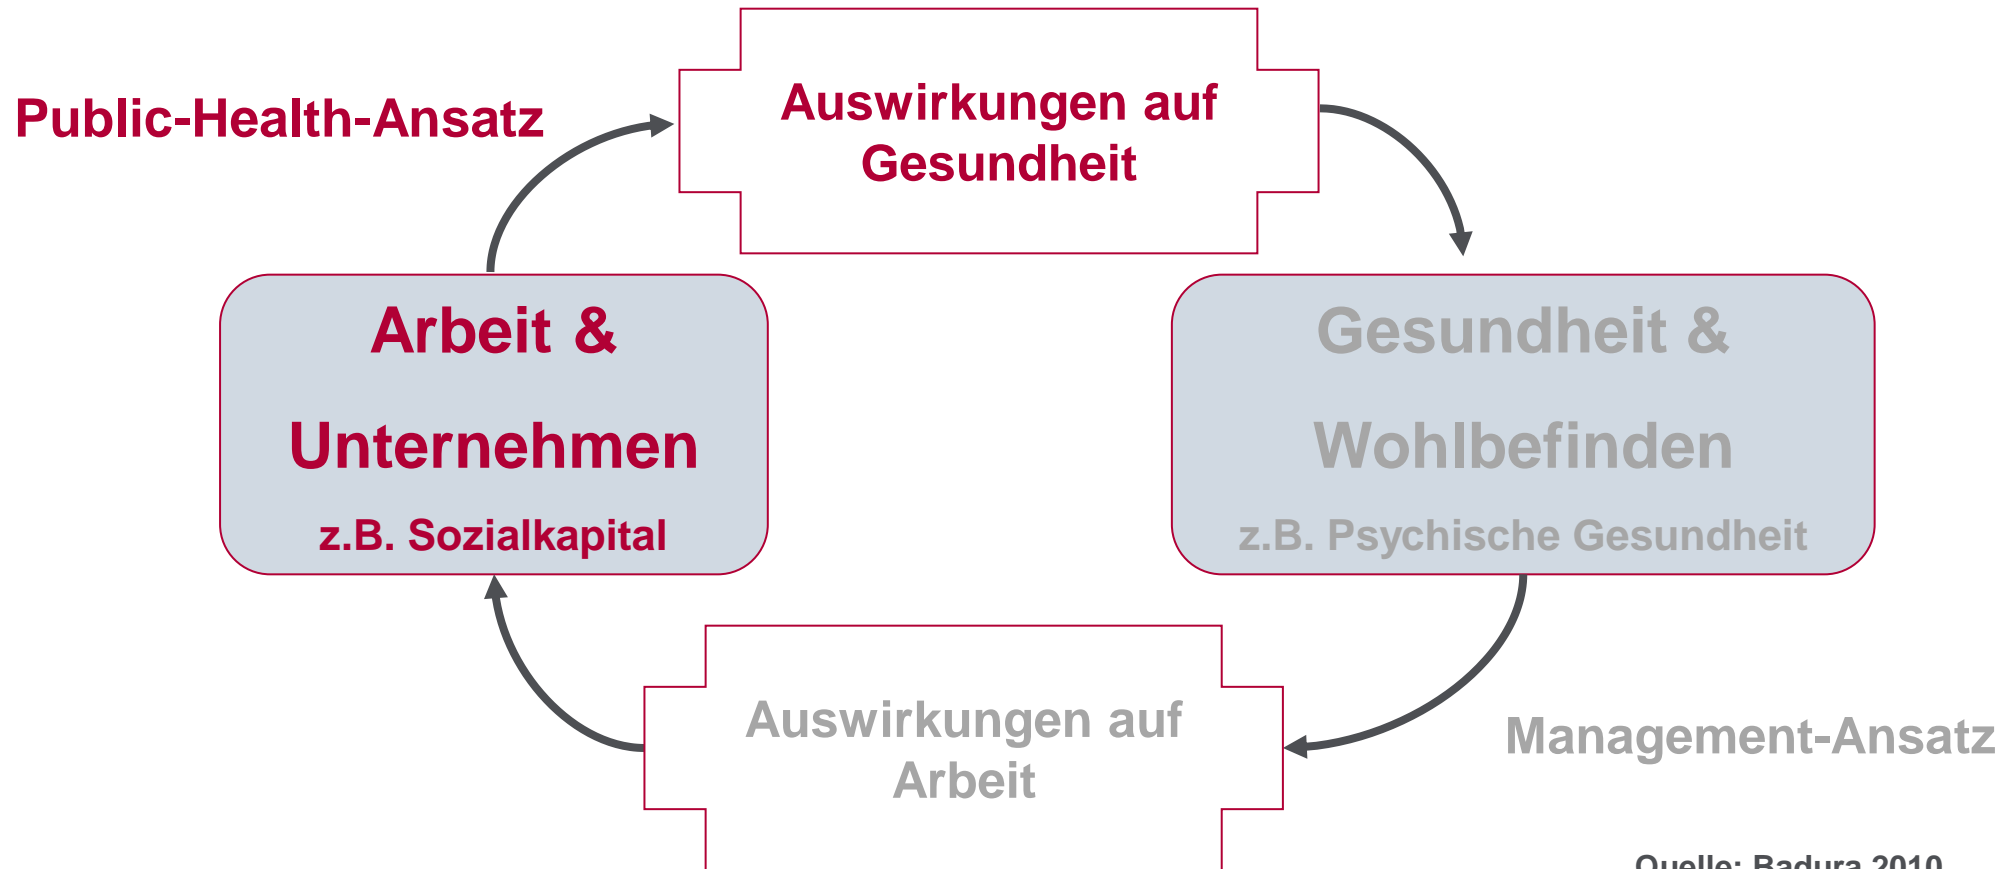 Public-Health-Ansatz
Auswirkungen auf
Gesundheit
Arbeit &
Unternehmen
z.B. Sozialkapital
Gesundheit &
Wohlbefinden
z.B. Psychische Gesundheit
Auswirkungen auf
Arbeit
Management-Ansatz
Quelle: Badura 2010